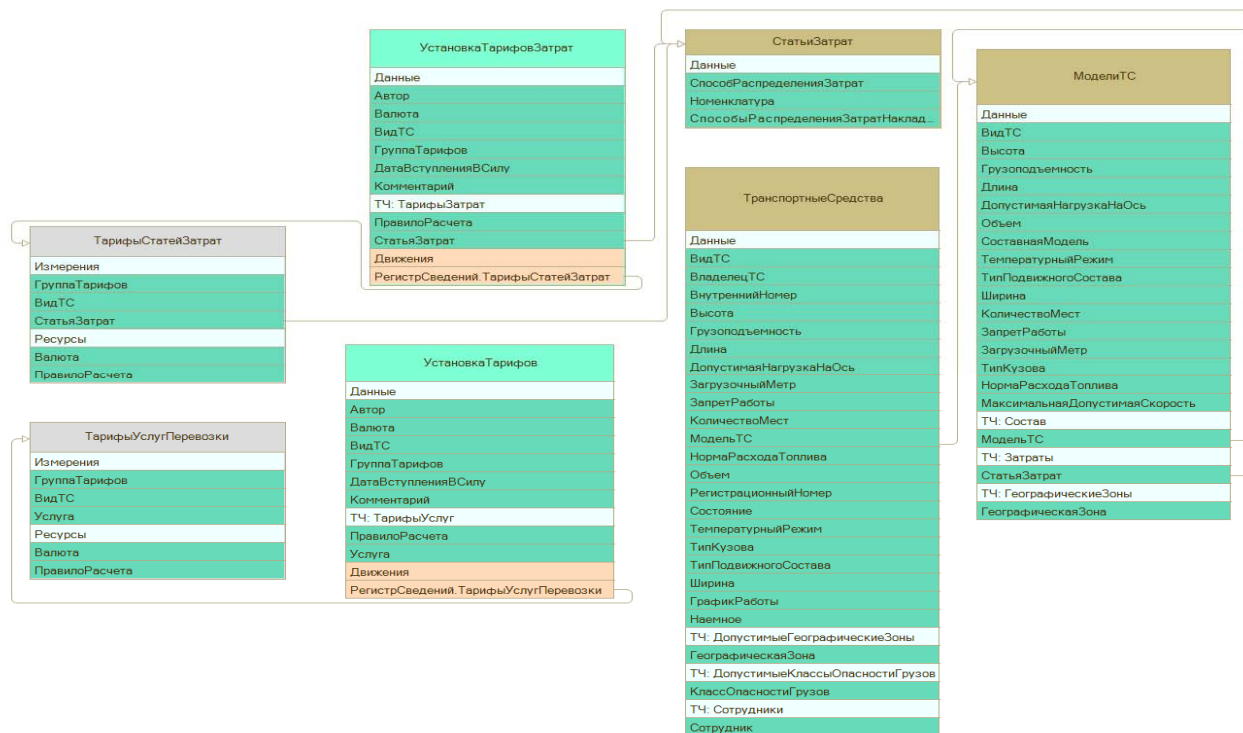 УстановкаТарифовЗатрат
Данные
Автор
Валюта
ВидТС
ГруппаТарифов
ДатаВступленияВСилу
Комментарий
ТЧ: ТарифыЗатрат
ПравилоРасчета
СтатьяЗатрат
Движения
РегистрСведений.ТарифыСтатейЗатрат
СтатьиЗатрат
Данные
СпособРаспределенияЗатрат
Номенклатура
СпособыРаспределенияЗатратНаклад...
МоделиТС
Данные
ВидТС
Высота
Грузоподъемность
Длина
ДопустимаяНагрузкаНаОсь
Объем
СоставнаяМодель
ТемпературныйРежим
ТипПодвижногоСостава
Ширина
КоличествоМест
ЗапретРаботы
ЗагрузочныйМетр
ТипКузова
НормаРасходаТоплива
МаксимальнаяДопустимаяСкорость
ТЧ: Состав
МодельТС
ТЧ: Затраты
СтатьяЗатрат
ТЧ: ГеографическиеЗоны
ГеографическаяЗона
ТарифыСтатейЗатрат
Измерения
ГруппаТарифов
ВидТС
СтатьяЗатрат
Ресурсы
Валюта
ПравилоРасчета
ТранспортныеСредства
Данные
ВидТС
ВладелецТС
ВнутреннийНомер
Высота
Грузоподъемность
Длина
ДопустимаяНагрузкаНаОсь
ЗагрузочныйМетр
ЗапретРаботы
КоличествоМест
МодельТС
НормаРасходаТоплива
Объем
РегистрационныйНомер
Состояние
ТемпературныйРежим
ТипКузова
ТипПодвижногоСостава
Ширина
ГрафикРаботы
Наемное
ТЧ: ДопустимыеГеографическиеЗоны
ГеографическаяЗона
ТЧ: ДопустимыеКлассыОпасностиГрузов
КлассОпасностиГрузов
ТЧ: Сотрудники
Сотрудник
УстановкаТарифов
Данные
Автор
Валюта
ВидТС
ГруппаТарифов
ДатаВступленияВСилу
Комментарий
ТЧ: ТарифыУслуг
ПравилоРасчета
Услуга
Движения
РегистрСведений.ТарифыУслугПеревозки
ТарифыУслугПеревозки
Измерения
ГруппаТарифов
ВидТС
Услуга
Ресурсы
Валюта
ПравилоРасчета